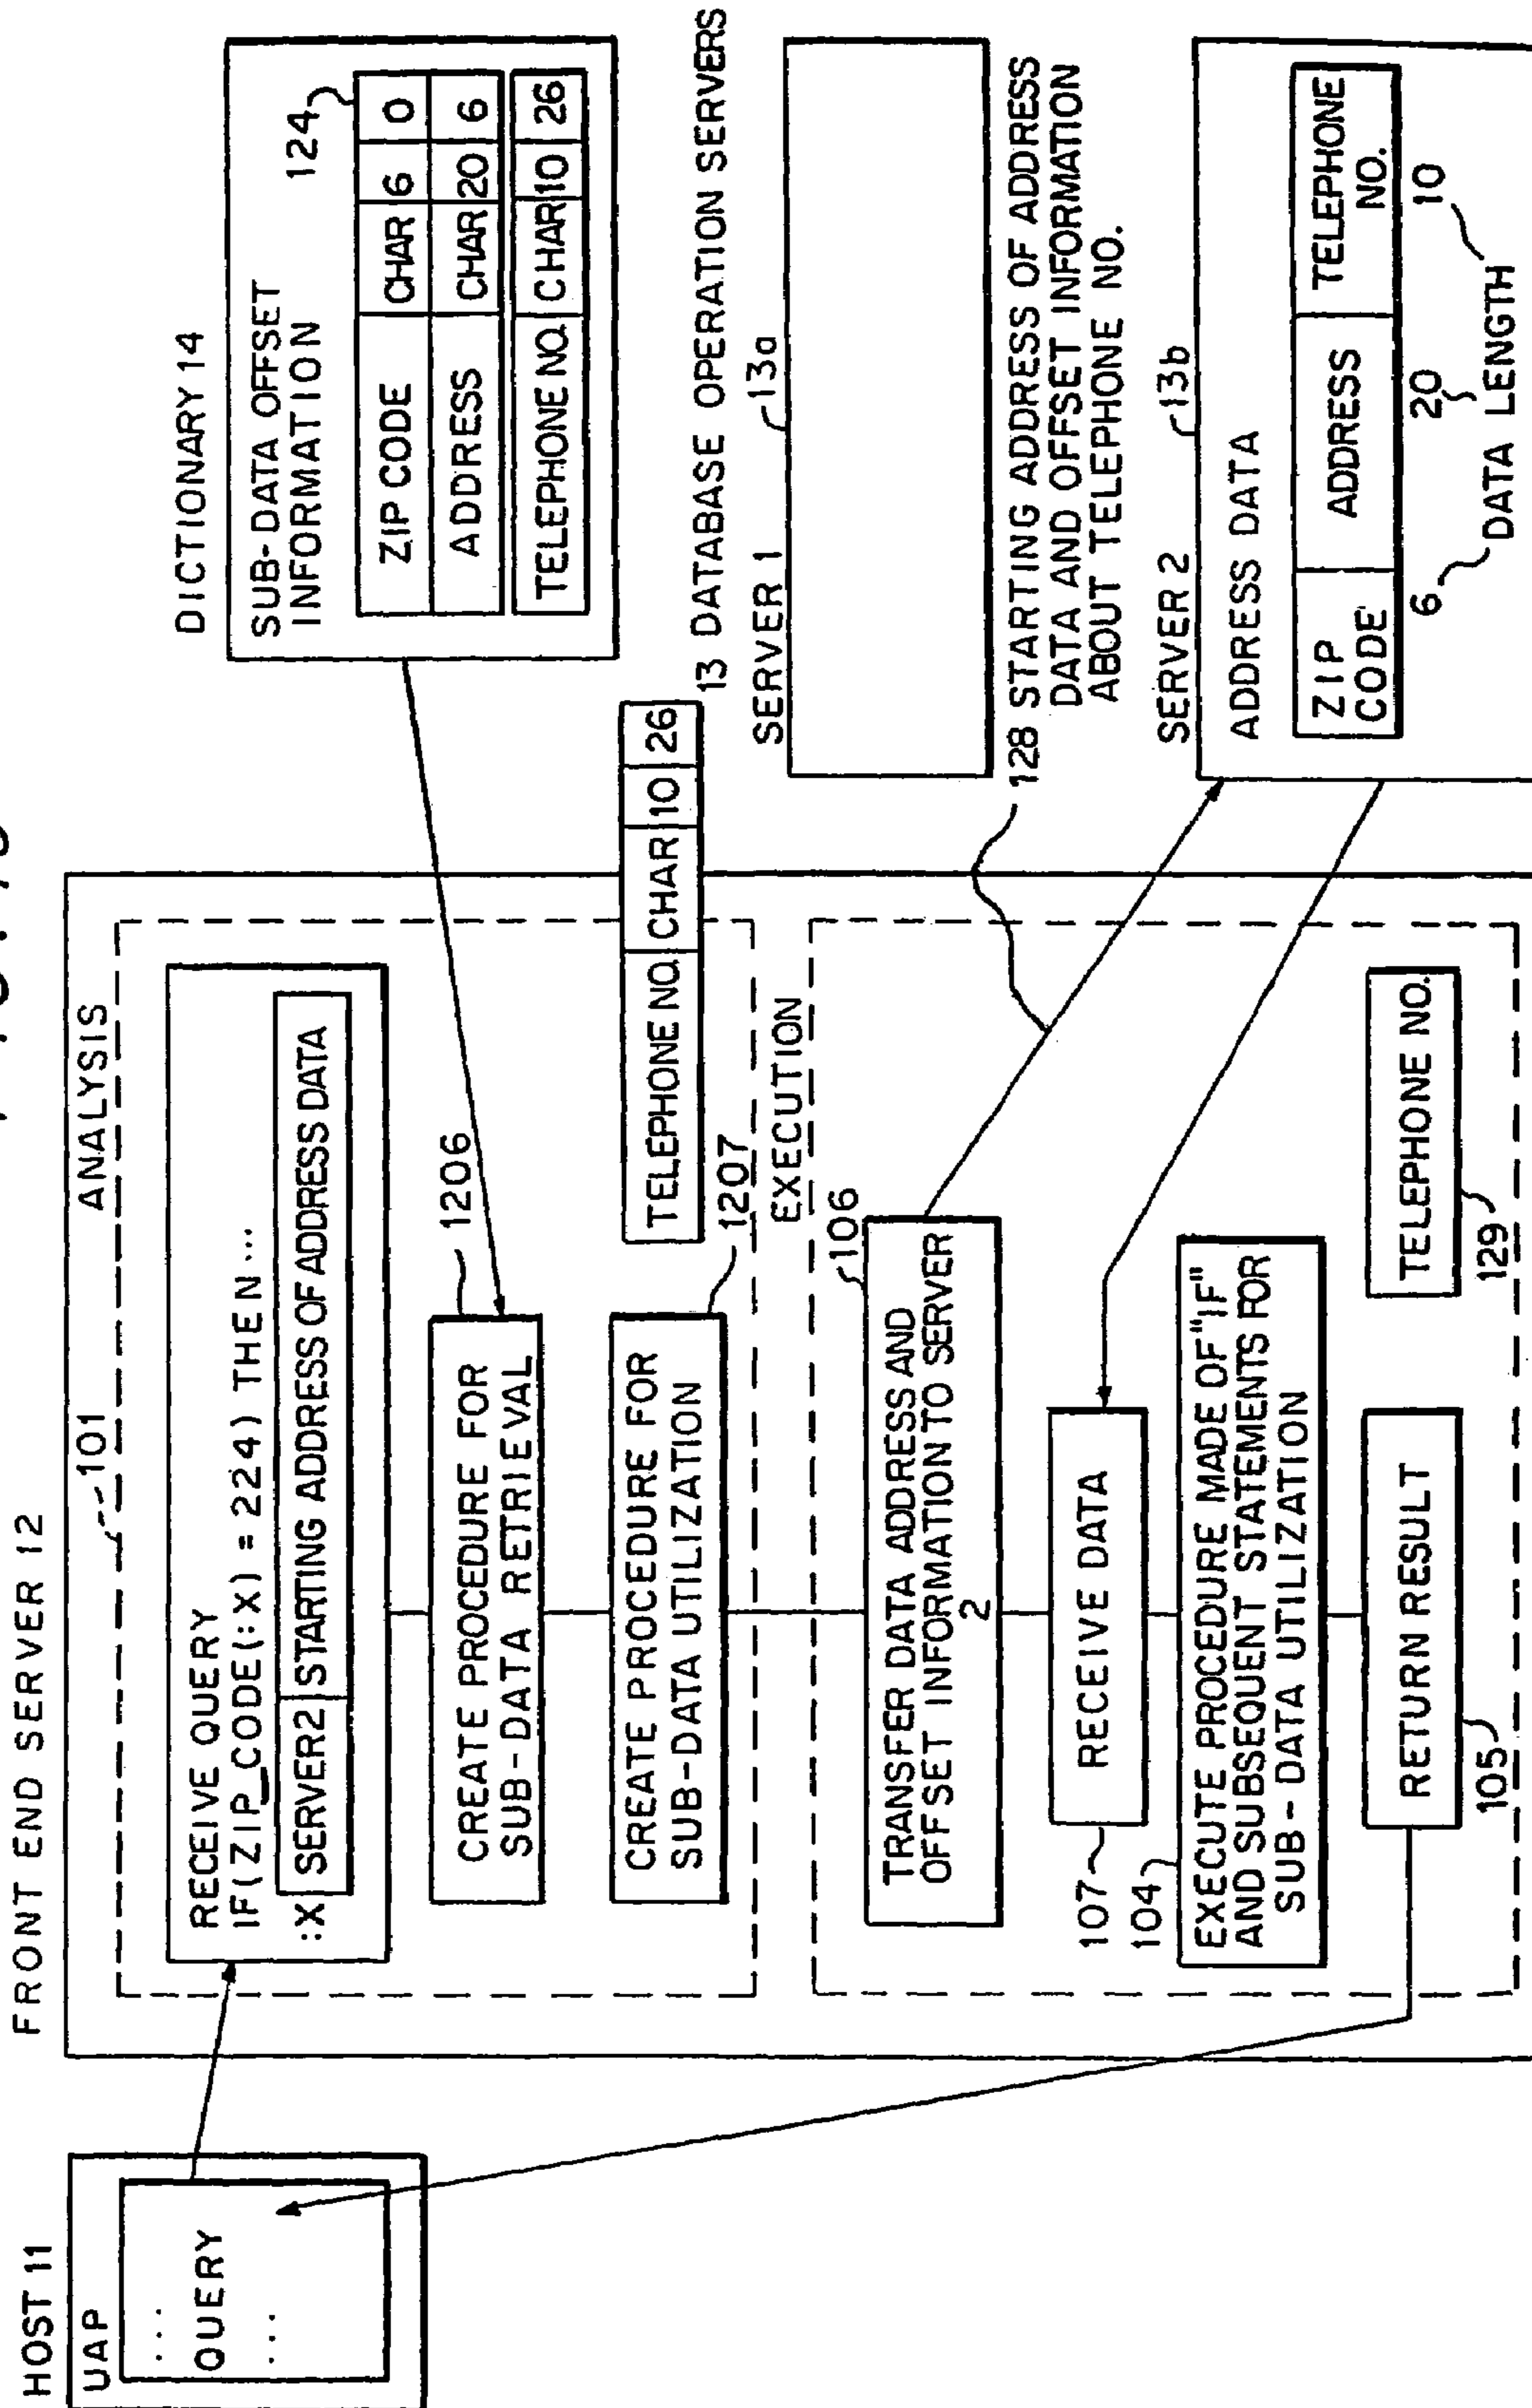 HOST 11
UAP
...
QUERY
...
FRONT END SERVER 12
101
ANALYSIS
RECEIVE QUERY
IF(ZIP_CODE(:X) = 224) THEN ...
:X SERVER2 STARTING ADDRESS OF ADDRESS DATA
1206
CREATE PROCEDURE FOR
SUB-DATA RETRIEVAL
CREATE PROCEDURE FOR
SUB-DATA UTILIZATION
1207
TELEPHONE NO. CHAR 10 26
EXECUTION
106
TRANSFER DATA ADDRESS AND
OFFSET INFORMATION TO SERVER
2
107
RECEIVE DATA
104
EXECUTE PROCEDURE MADE OF "IF"
AND SUBSEQUENT STATEMENTS FOR
SUB-DATA UTILIZATION
RETURN RESULT
105
TELEPHONE NO.
129
DICTIONARY 14
SUB-DATA OFFSET
INFORMATION
124
ZIP CODE CHAR 6 0
ADDRESS CHAR 20 6
TELEPHONE NO. CHAR 10 26
13 DATABASE OPERATION SERVERS
SERVER 1
13a
128 STARTING ADDRESS OF ADDRESS
DATA AND OFFSET INFORMATION
ABOUT TELEPHONE NO.
SERVER 2
13b
ADDRESS DATA
ZIP
CODE
ADDRESS
TELEPHONE
NO.
6
20
10
DATA LENGTH